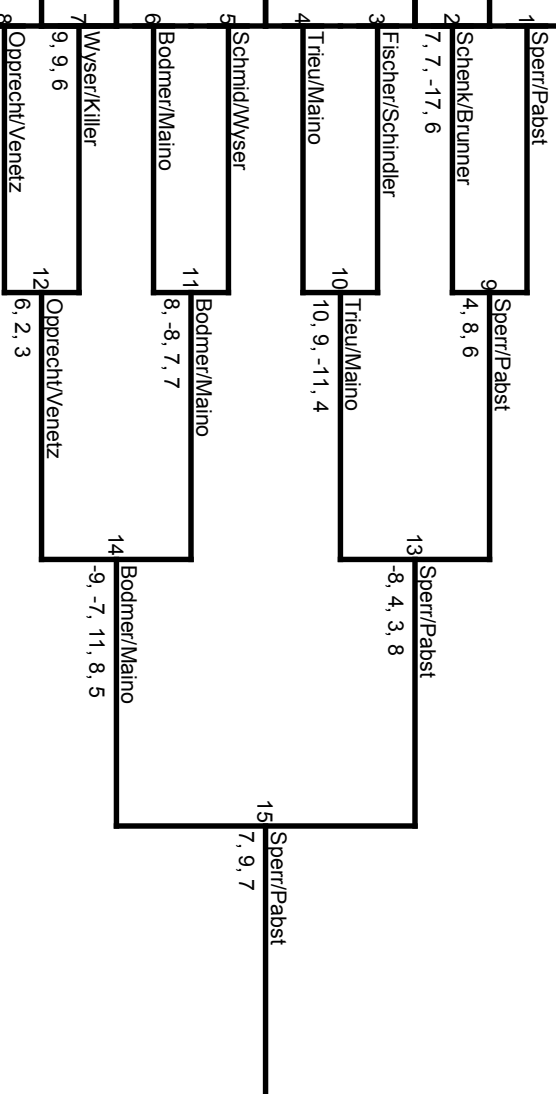 1
Sperr/Pabst
2
Schenk/Brunner
7, 7, -17, 6
3
Fischer/Schindler
4
Trieu/Maino
5
Schmid/Wyser
6
Bodmer/Maino
7
Wyser/Killer
9, 9, 6
8
Opprecht/Venetz
9
Sperr/Pabst
4, 8, 6
10
Trieu/Maino
10, 9, -11, 4
11
Bodmer/Maino
8, -8, 7, 7
12
Opprecht/Venetz
6, 2, 3
13
Sperr/Pabst
-8, 4, 3, 8
14
Bodmer/Maino
-9, -7, 11, 8, 5
15
Sperr/Pabst
7, 9, 7